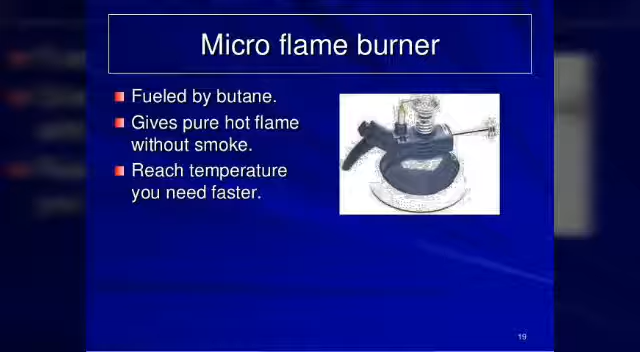 Micro flame burner
Fueled by butane.
Gives pure hot flame
without smoke.
Reach temperature
you need faster.
19